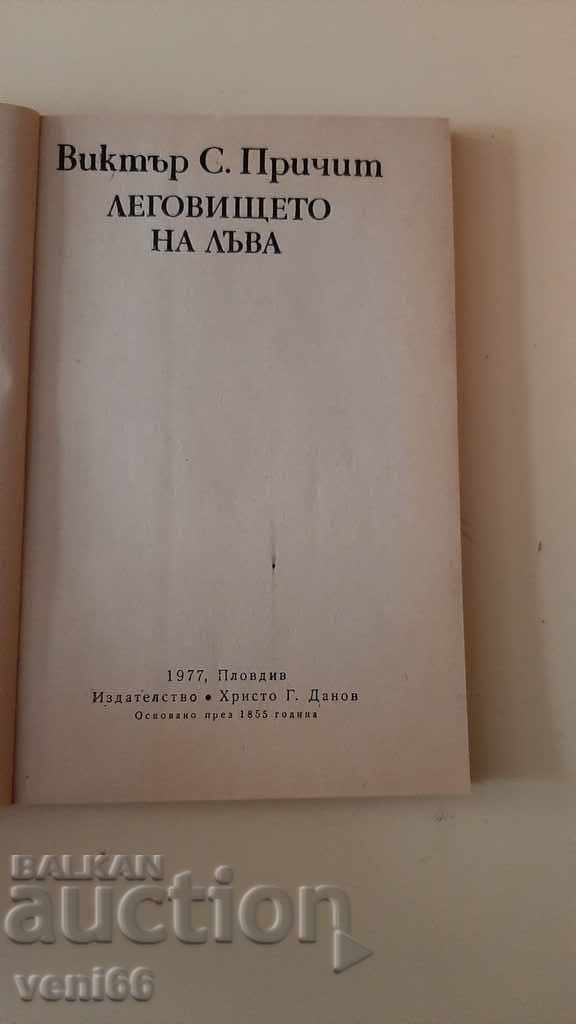 Виктър С. Причит
ЛЕГОВИЩЕТО
НА ЛЪВА
1977, Пловдив
Издателство • Христо Г. Данов
Основано през 1855 година
BALKAN
auction
veni66